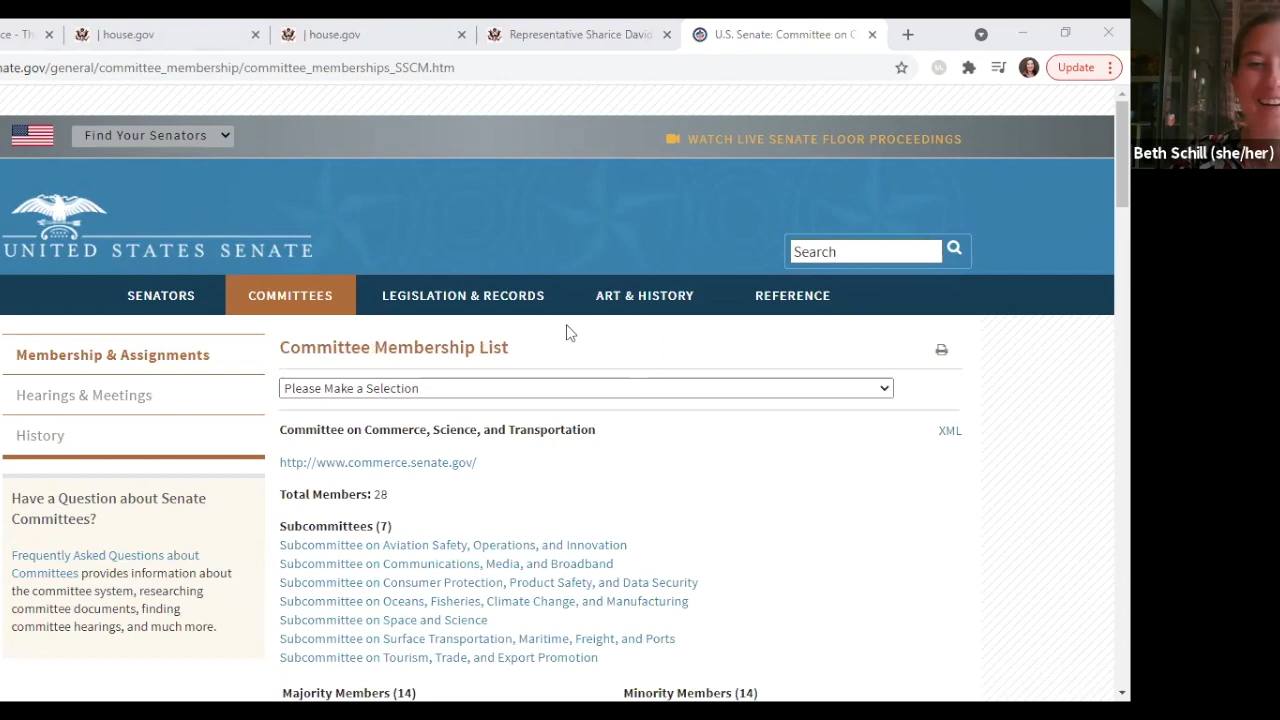 ce - Th
| house.gov
| house.gov
Representative Sharice David
U.S. Senate: Committee on C
nate.gov/general/committee_membership/committee_memberships_SSCM.htm
Update
Find Your Senators
WATCH LIVE SENATE FLOOR PROCEEDINGS
Beth Schill (she/her)
UNITED STATES SENATE
Search
SENATORS
COMMITTEES
LEGISLATION & RECORDS
ART & HISTORY
REFERENCE
Membership & Assignments
Hearings & Meetings
History
Have a Question about Senate
Committees?
Frequently Asked Questions about
Committees provides information about
the committee system, researching
committee documents, finding
committee hearings, and much more.
Committee Membership List
Please Make a Selection
Committee on Commerce, Science, and Transportation
XML
http://www.commerce.senate.gov/
Total Members: 28
Subcommittees (7)
Subcommittee on Aviation Safety, Operations, and Innovation
Subcommittee on Communications, Media, and Broadband
Subcommittee on Consumer Protection, Product Safety, and Data Security
Subcommittee on Oceans, Fisheries, Climate Change, and Manufacturing
Subcommittee on Space and Science
Subcommittee on Surface Transportation, Maritime, Freight, and Ports
Subcommittee on Tourism, Trade, and Export Promotion
Majority Members (14)
Minority Members (14)